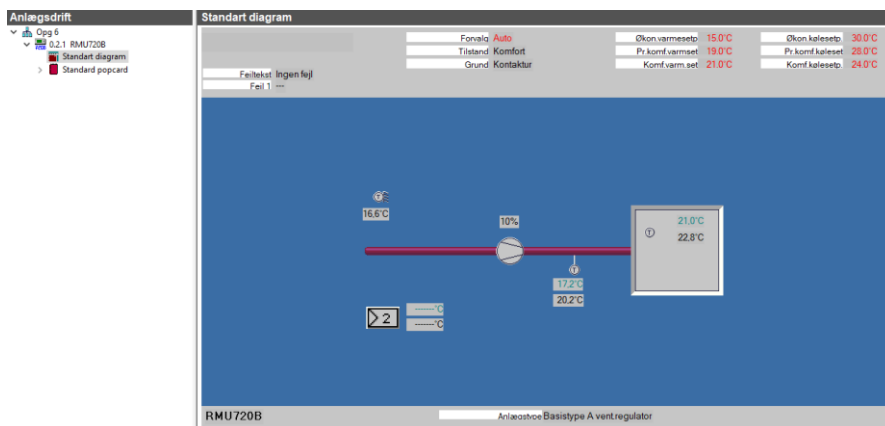 Anlægsdrift
Opg 6
0.2.1 RMU720B
Standart diagram
Standard popcard
Standart diagram
Forvalg Auto
Økon.varmesetp. 15.0°C
Økon.kølesetp. 30.0°C
Tilstand Komfort
Pr.komf.varmset 19.0°C
Pr.komf.køleset 28.0°C
Grund Kontaktur
Komf.varm.set 21.0°C
Komf.kølesetp. 24.0°C
Fejltekst Ingen fejl
Fejl 1 ---
16,6°C
10%
21,0°C
22,8°C
T
17,2°C
20,2°C
2
------°C
------°C
RMU720B
Anlægstype Basistype A vent.regulator